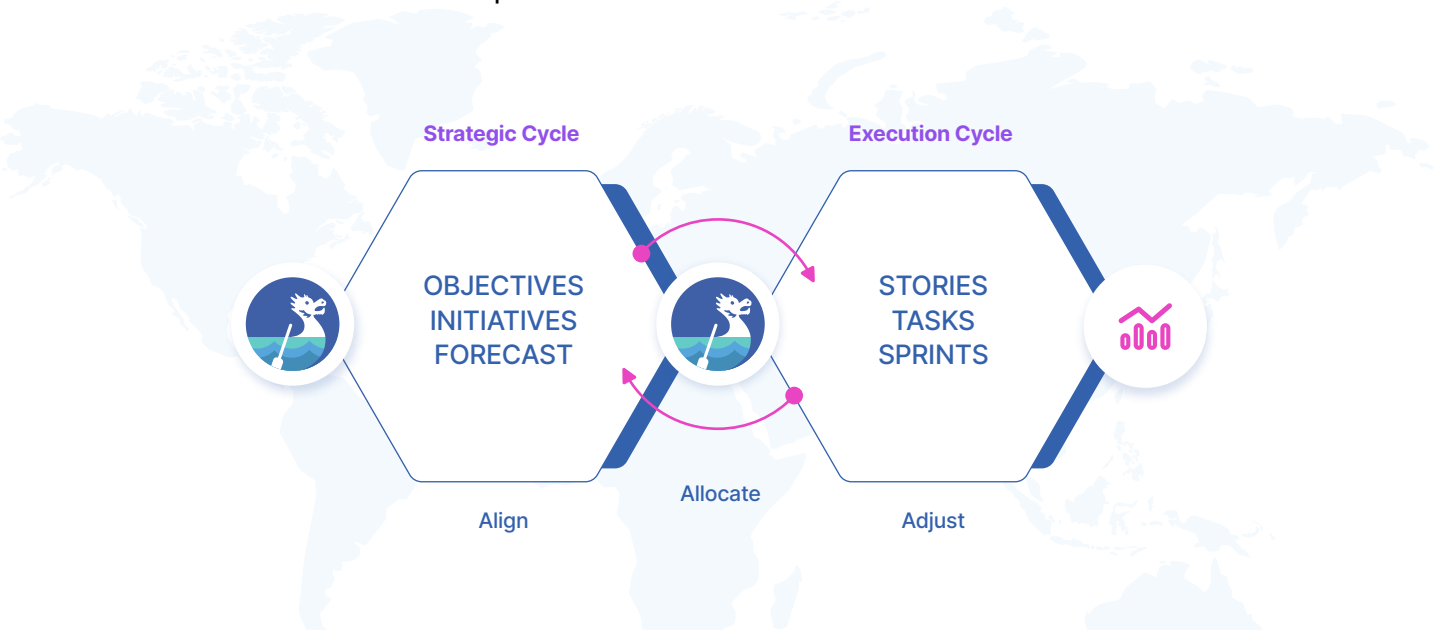 Strategic Cycle
Execution Cycle
OBJECTIVES
INITIATIVES
FORECAST
STORIES
TASKS
SPRINTS
Allocate
Align
Adjust